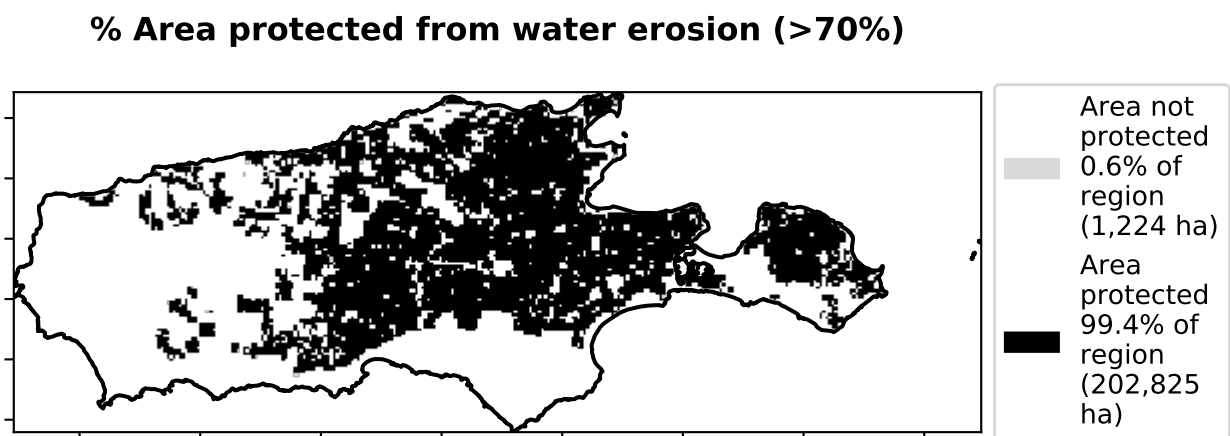 % Area protected from water erosion (>70%)
Area not
protected
0.6% of
region
(1,224 ha)
Area
protected
99.4% of
region
(202,825
ha)